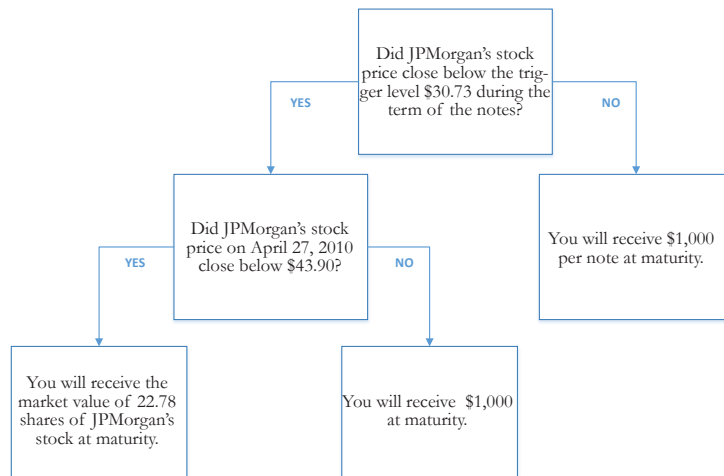 Did JPMorgan's stock
price close below the trig-
ger level $30.73 during the
term of the notes?
YES
NO
Did JPMorgan's stock
price on April 27, 2010
close below $43.90?
You will receive $1,000
per note at maturity.
YES
NO
You will receive the
market value of 22.78
shares of JPMorgan's
stock at maturity.
You will receive  $1,000
at maturity.